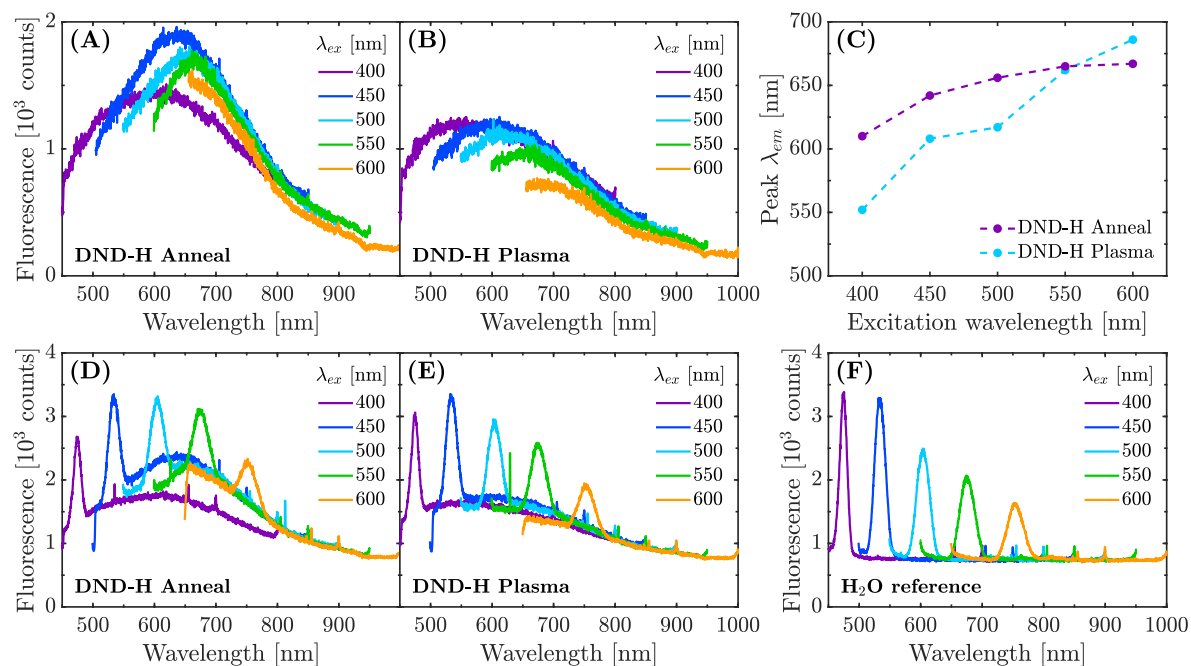 (A)
λex [nm]
400
450
500
550
600
DND-H Anneal
Fluorescence [10³ counts]
0
1
2
500 600 700 800 900
Wavelength [nm]
(B)
λex [nm]
400
450
500
550
600
DND-H Plasma
500 600 700 800 900 1000
Wavelength [nm]
(C)
Peak λem [nm]
700
650
600
550
500
DND-H Anneal
DND-H Plasma
400 450 500 550 600
Excitation wavelenegth [nm]
(D)
λex [nm]
400
450
500
550
600
DND-H Anneal
Fluorescence [10³ counts]
4
3
2
1
0
500 600 700 800 900
Wavelength [nm]
(E)
λex [nm]
400
450
500
550
600
DND-H Plasma
500 600 700 800 900 1000
Wavelength [nm]
(F)
λex [nm]
400
450
500
550
600
H₂O reference
Fluorescence [10³ counts]
4
3
2
1
0
500 600 700 800 900 1000
Wavelength [nm]